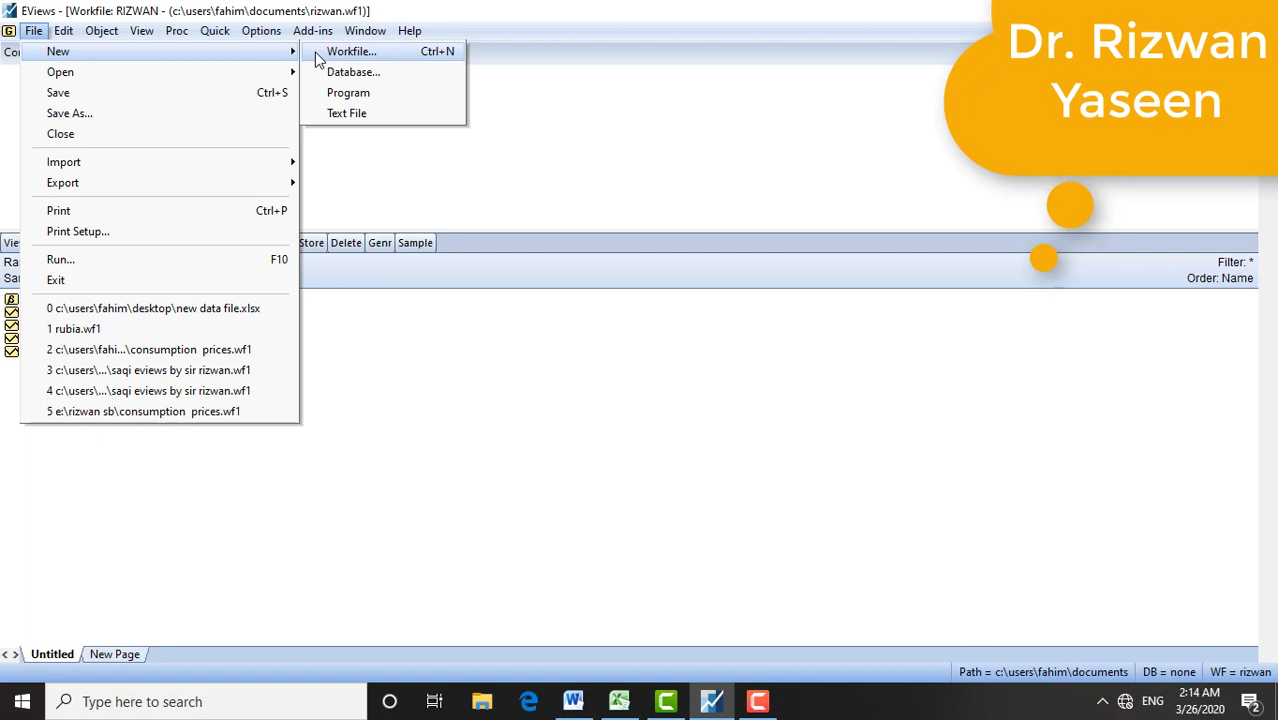 EViews - [Workfile: RIZWAN - (c:\users\fahim\documents\rizwan.wf1)]
File Edit Object View Proc Quick Options Add-ins Window Help
New
Workfile... Ctrl+N
Open
Database...
Save Ctrl+S
Program
Save As...
Text File
Close
Import
Export
Print Ctrl+P
Print Setup...
Run... F10
Exit
0 c:\users\fahim\desktop\new data file.xlsx
1 rubia.wf1
2 c:\users\fahi...\consumption prices.wf1
3 c:\users\...\saqi eviews by sir rizwan.wf1
4 c:\users\...\saqi eviews by sir rizwan.wf1
5 e:\rizwan sb\consumption prices.wf1
Dr. Rizwan
Yaseen
Store Delete Genr Sample
Filter: *
Order: Name
Untitled New Page
Path = c:\users\fahim\documents DB = none WF = rizwan
Type here to search
ENG
2:14 AM
3/26/2020
2